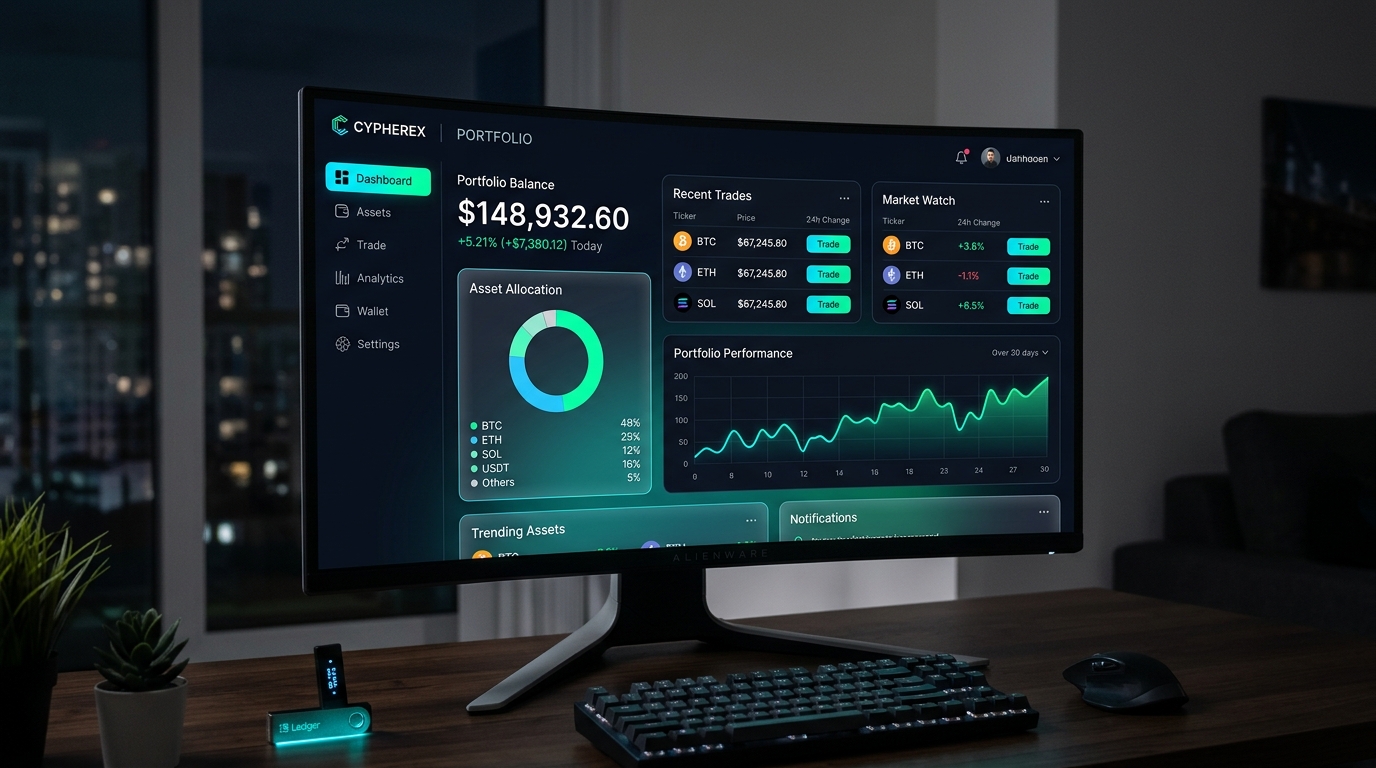 CYPHEREX
PORTFOLIO
Jahhooen
Dashboard
Assets
Trade
Analytics
Wallet
Settings
Portfolio Balance
$148,932.60
+5.21% (+$7,380.12) Today
Asset Allocation
BTC 48%
ETH 25%
SOL 12%
USDT 16%
Others 5%
Recent Trades
Ticker Price 24h Change
BTC $67,245.80 Trade
ETH $67,245.80 Trade
SOL $67,245.80 Trade
Market Watch
Ticker 24h Change
BTC +3.6% Trade
ETH -1.1% Trade
SOL +6.5% Trade
Portfolio Performance
Over 30 days
200
150
100
50
0
0 8 10 12 14 16 18 23 24 27 30
Trending Assets
BTC
Notifications
ALIENWARE
Ledger